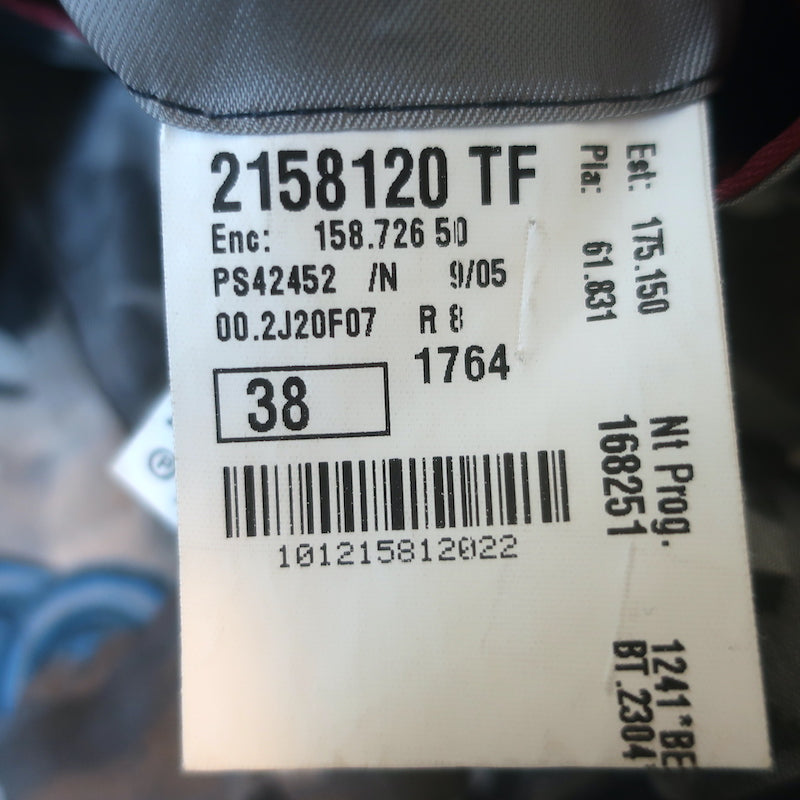 2158120 TF
Enc: 158.726 50
PS42452 /N 9/05
00.2J20F07 R 8
1764
38
101215812022
Est: 175.150
Pla: 61.831
Nt Prog.
168251
1241*BE
BT.2304
®